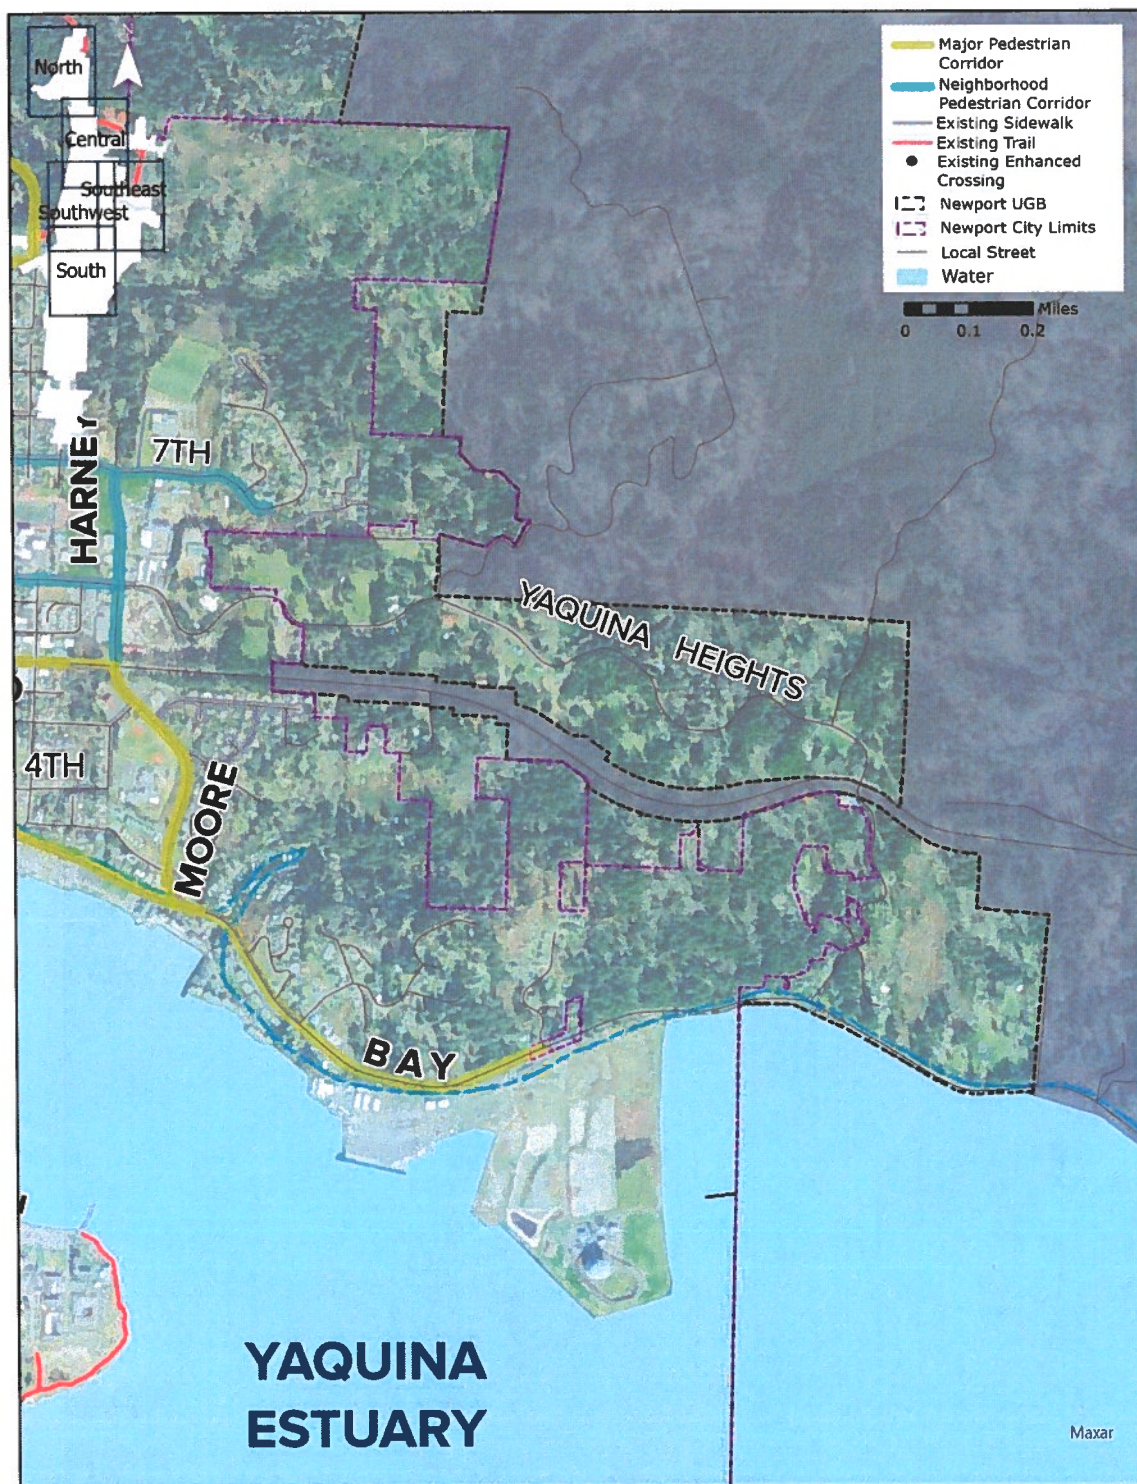 North
Central
Southeast
Southwest
South
Major Pedestrian
Corridor
Neighborhood
Pedestrian Corridor
Existing Sidewalk
Existing Trail
Existing Enhanced
Crossing
Newport UGB
Newport City Limits
Local Street
Water
Miles
0 0.1 0.2
HARNEY
7TH
YAQUINA HEIGHTS
4TH
MOORE
BAY
YAQUINA
ESTUARY
Maxar